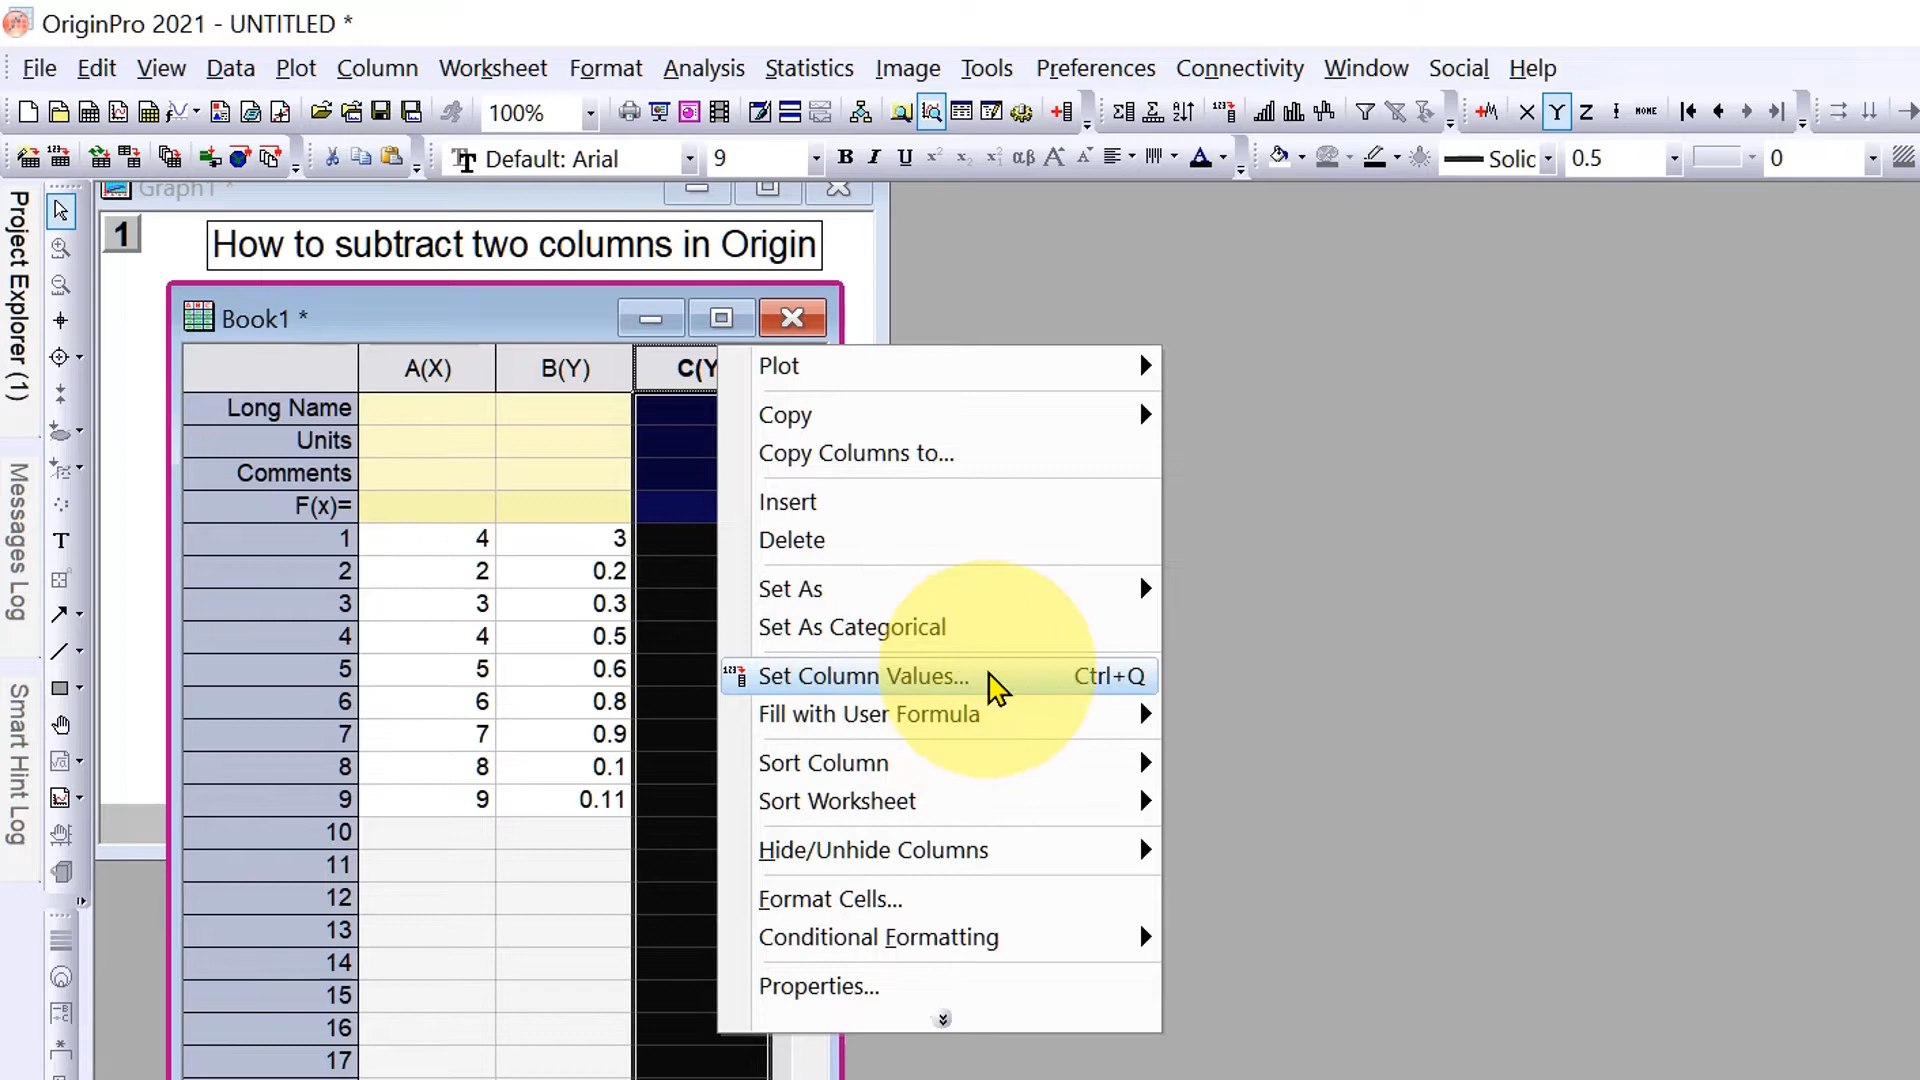 OriginPro 2021 - UNTITLED *
File Edit View Data Plot Column Worksheet Format Analysis Statistics Image Tools Preferences Connectivity Window Social Help
100% X Y Z
Default: Arial 9 B I U αβ A A A Solic 0.5 0
Project Explorer (1)
Messages Log
Smart Hint Log
T
Graph1 *
1
How to subtract two columns in Origin
Book1 *
A(X) B(Y) C(Y
Long Name
Units
Comments
F(x)=
1 4 3
2 2 0.2
3 3 0.3
4 4 0.5
5 5 0.6
6 6 0.8
7 7 0.9
8 8 0.1
9 9 0.11
10
11
12
13
14
15
16
17
Plot
Copy
Copy Columns to...
Insert
Delete
Set As
Set As Categorical
Set Column Values... Ctrl+Q
Fill with User Formula
Sort Column
Sort Worksheet
Hide/Unhide Columns
Format Cells...
Conditional Formatting
Properties...